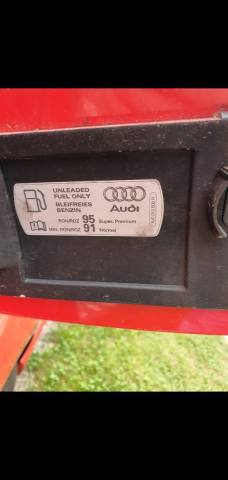 UNLEADED
FUEL ONLY
BLEIFREIES
BENZIN
RON/ROZ 95 Super, Premium
MIN. RON/ROZ 91 Normal
Audi